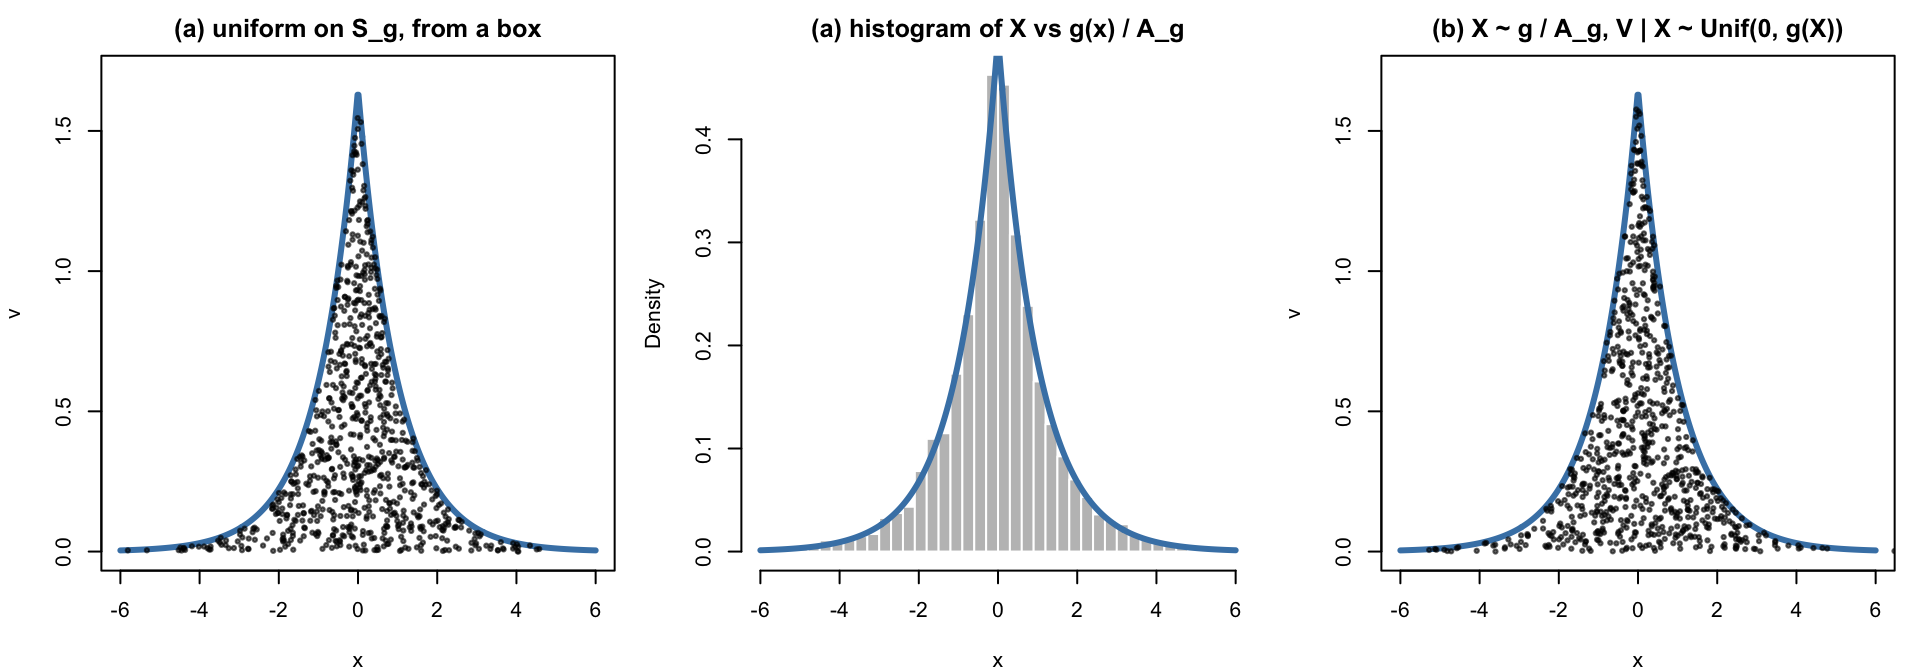 (a) uniform on S_g, from a box
v
1.5
1.0
0.5
0.0
-6 -4 -2 0 2 4 6
x
(a) histogram of X vs g(x) / A_g
Density
0.4
0.3
0.2
0.1
0.0
-6 -4 -2 0 2 4 6
x
(b) X ~ g / A_g, V | X ~ Unif(0, g(X))
v
1.5
1.0
0.5
0.0
-6 -4 -2 0 2 4 6
x